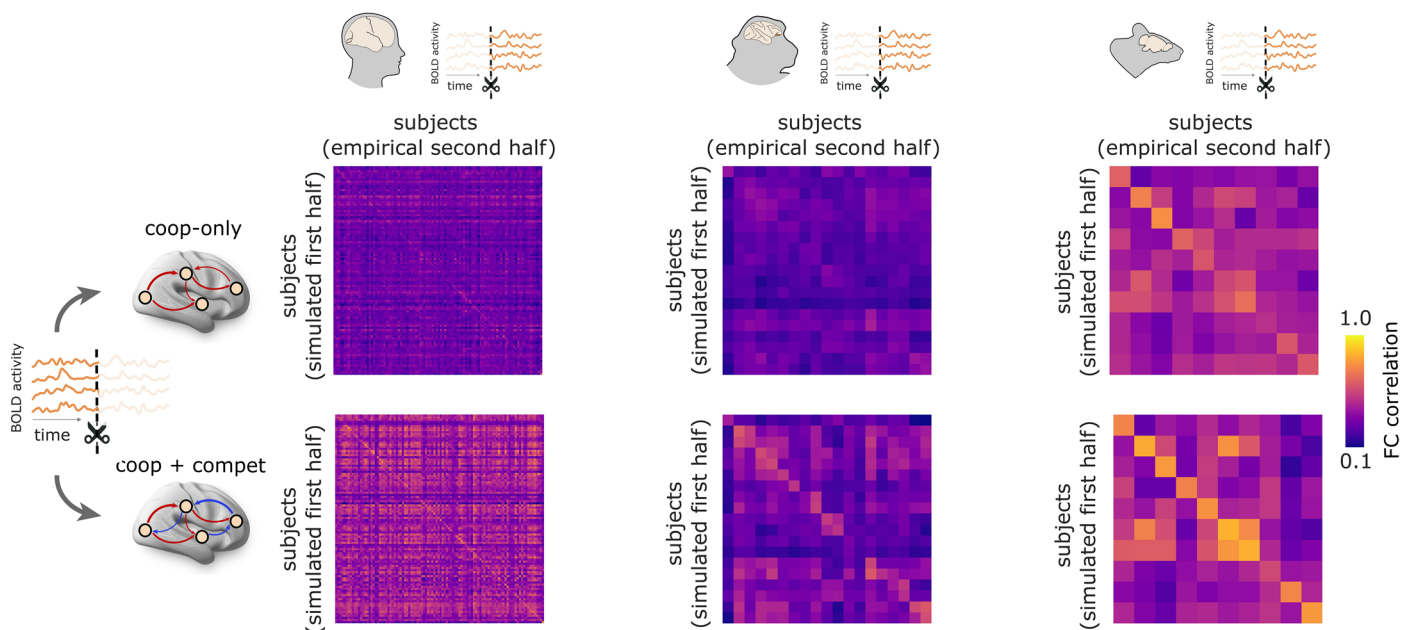 BOLD activity
time
BOLD activity
time
BOLD activity
time
subjects
(empirical second half)
subjects
(empirical second half)
subjects
(empirical second half)
coop-only
subjects
(simulated first half)
subjects
(simulated first half)
subjects
(simulated first half)
BOLD activity
time
1.0
FC correlation
0.1
coop + compet
subjects
(simulated first half)
subjects
(simulated first half)
subjects
(simulated first half)